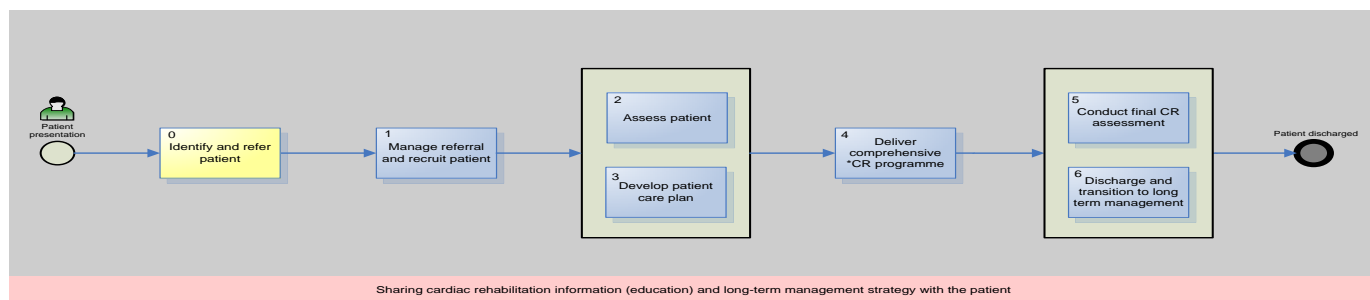 Patient
presentation
0
Identify and refer
patient
1
Manage referral
and recruit patient
2
Assess patient
3
Develop patient
care plan
4
Deliver
comprehensive
*CR programme
5
Conduct final CR
assessment
6
Discharge and
transition to long
term management
Patient discharged
Sharing cardiac rehabilitation information (education) and long-term management strategy with the patient